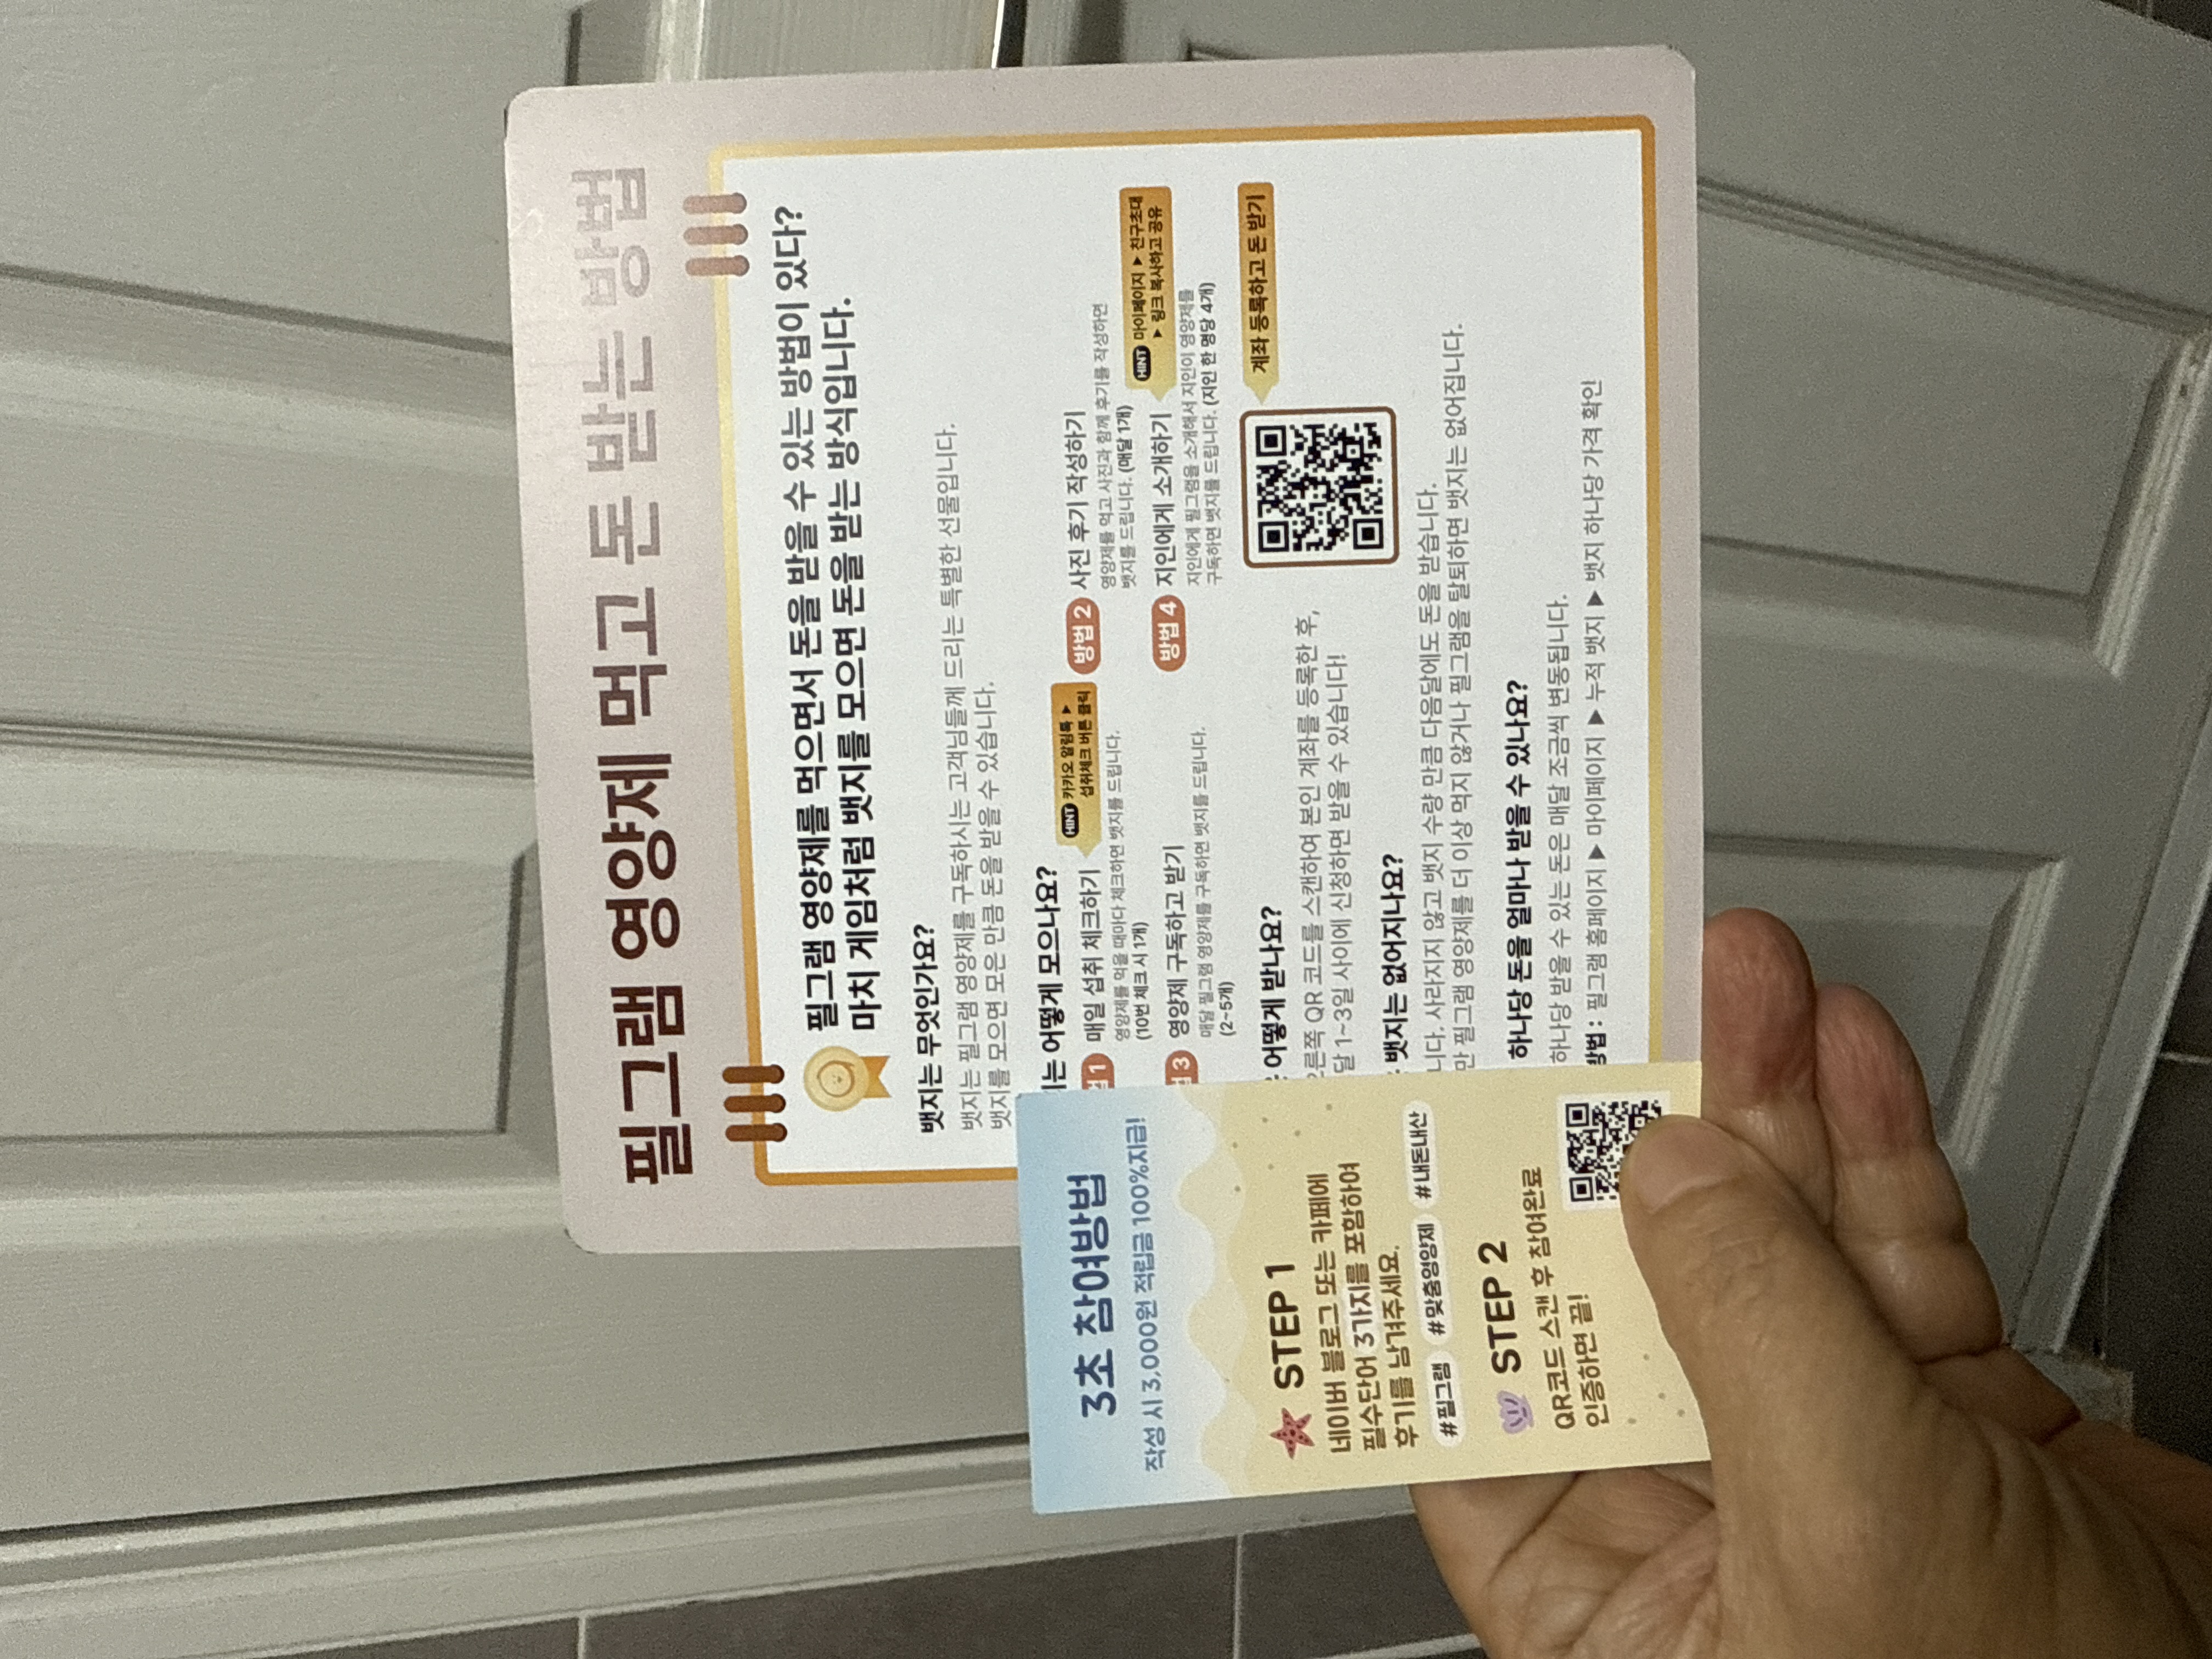 필그램 영양제 먹고 돈 받는 방법
필그램 영양제를 먹으면서 돈을 받을 수 있는 방법이 있다?
마치 게임처럼 뱃지를 모으면 돈을 받는 방식입니다.
뱃지는 무엇인가요?
뱃지는 필그램 영양제를 구독하시는 고객님들께 드리는 특별한 선물입니다.
뱃지를 모으면 모은 만큼 돈을 받을 수 있습니다.
는 어떻게 모으나요?
1 매일 섭취 체크하기
HINT 카카오 알림톡 ▶
섭취체크 버튼 클릭
영양제를 먹을 때마다 체크하면 뱃지를 드립니다.
(10번 체크 시 1개)
방법 2 사진 후기 작성하기
영양제를 먹고 사진과 함께 후기를 작성하면
뱃지를 드립니다. (매달 1개)
3 영양제 구독하고 받기
매달 필그램 영양제를 구독하면 뱃지를 드립니다.
(2~5개)
방법 4 지인에게 소개하기
HINT 마이페이지 ▶ 친구초대
▶ 링크 복사하고 공유
지인에게 필그램을 소개해서 지인이 영양제를
구독하면 뱃지를 드립니다. (지인 한 명당 4개)
어떻게 받나요?
른쪽 QR 코드를 스캔하여 본인 계좌를 등록한 후,
달 1~3일 사이에 신청하면 받을 수 있습니다!
계좌 등록하고 돈 받기
뱃지는 없어지나요?
니다. 사라지지 않고 뱃지 수량 만큼 다음달에도 돈을 받습니다.
만 필그램 영양제를 더 이상 먹지 않거나 필그램을 탈퇴하면 뱃지는 없어집니다.
하나당 돈을 얼마나 받을 수 있나요?
하나당 받을 수 있는 돈은 매달 조금씩 변동됩니다.
방법 : 필그램 홈페이지 ▶ 마이페이지 ▶ 누적 뱃지 ▶ 뱃지 하나당 가격 확인
3초 참여방법
작성 시 3,000원 적립금 100%지급!
STEP 1
네이버 블로그 또는 카페에
필수단어 3가지를 포함하여
후기를 남겨주세요.
#필그램 #맞춤영양제 #내돈내산
STEP 2
QR코드 스캔 후 참여완료
인증하면 끝!